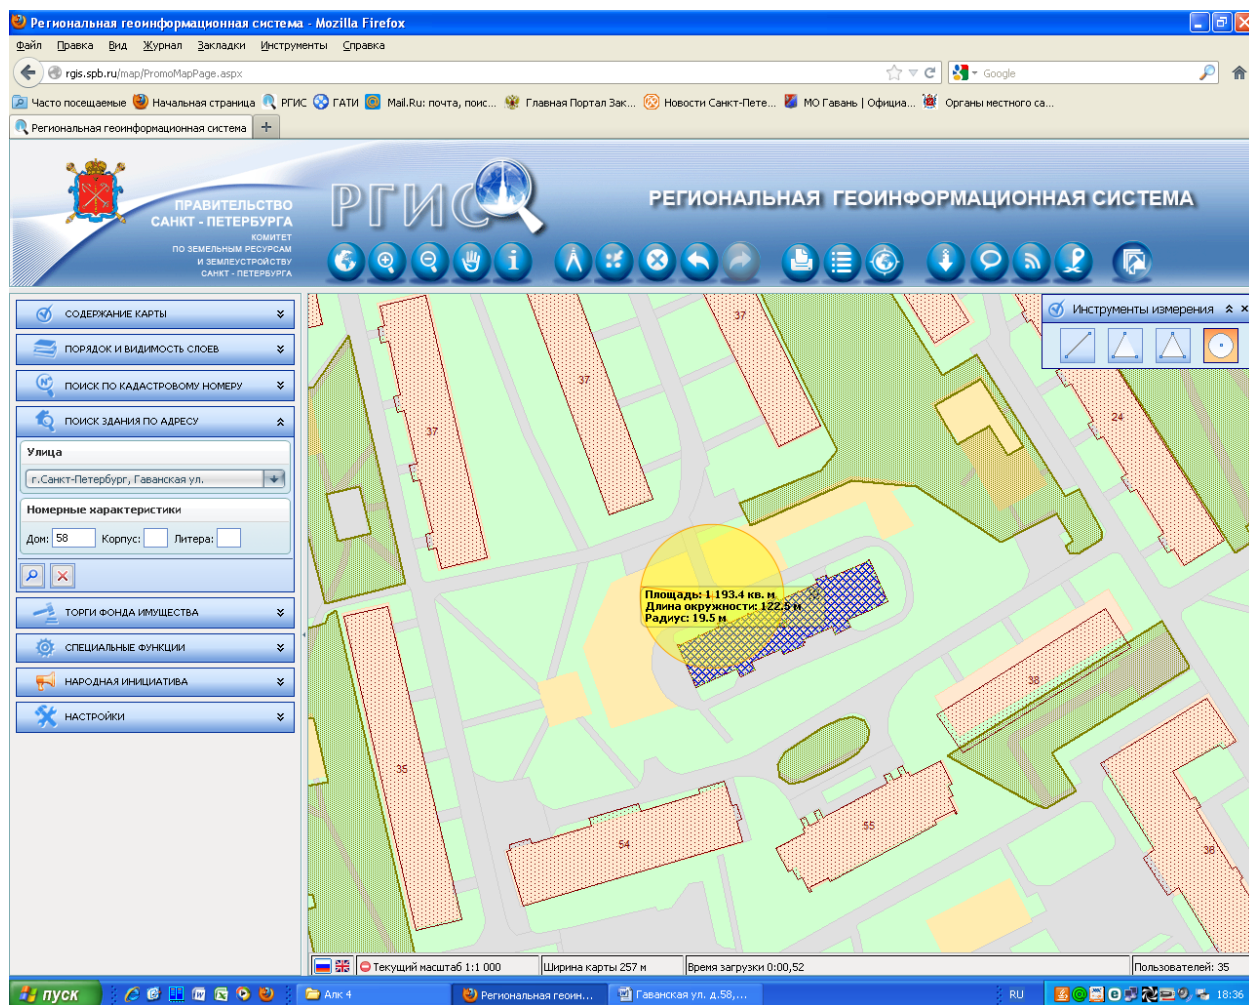 Региональная геоинформационная система - Mozilla Firefox
Файл Правка Вид Журнал Закладки Инструменты Справка
rgis.spb.ru/map/PromoMapPage.aspx
Google
Часто посещаемые Начальная страница РГИС ГАТИ Mail.Ru: почта, поис... Главная Портал Зак... Новости Санкт-Пете... МО Гавань | Официа... Органы местного са...
Региональная геоинформационная система
ПРАВИТЕЛЬСТВО
САНКТ - ПЕТЕРБУРГА
КОМИТЕТ
ПО ЗЕМЕЛЬНЫМ РЕСУРСАМ
И ЗЕМЛЕУСТРОЙСТВУ
САНКТ - ПЕТЕРБУРГА
РГИС
РЕГИОНАЛЬНАЯ ГЕОИНФОРМАЦИОННАЯ СИСТЕМА
СОДЕРЖАНИЕ КАРТЫ
ПОРЯДОК И ВИДИМОСТЬ СЛОЕВ
ПОИСК ПО КАДАСТРОВОМУ НОМЕРУ
ПОИСК ЗДАНИЯ ПО АДРЕСУ
Улица
г.Санкт-Петербург, Гаванская ул.
Номерные характеристики
Дом: 58 Корпус: Литера:
ТОРГИ ФОНДА ИМУЩЕСТВА
СПЕЦИАЛЬНЫЕ ФУНКЦИИ
НАРОДНАЯ ИНИЦИАТИВА
НАСТРОЙКИ
Инструменты измерения
37
37
37
24
Площадь: 1 193.4 кв. м
Длина окружности: 122.5 м
Радиус: 19.5 м
38
35
54
55
38
Текущий масштаб 1:1 000
Ширина карты 257 м
Время загрузки 0:00,52
Пользователей: 35
пуск
Алк 4
Региональная геоин...
Гаванская ул. д.58,...
RU
18:36